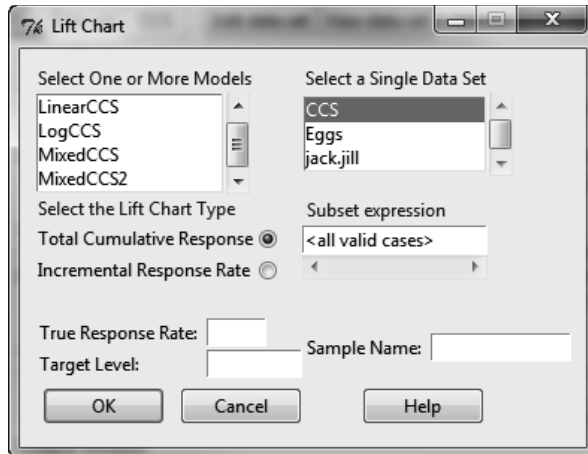 Lift Chart
Select One or More Models
LinearCCS
LogCCS
MixedCCS
MixedCCS2
Select a Single Data Set
CCS
Eggs
jack.jill
Select the Lift Chart Type
Total Cumulative Response
Incremental Response Rate
Subset expression
<all valid cases>
True Response Rate:
Target Level:
Sample Name:
OK
Cancel
Help